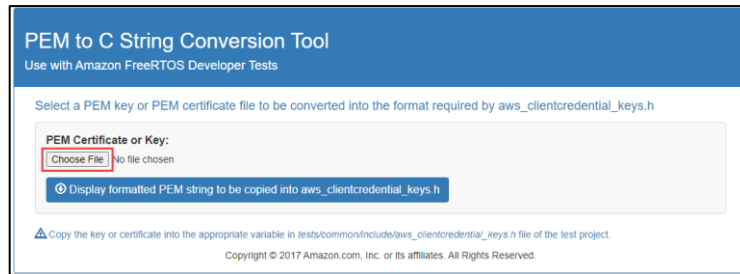 PEM to C String Conversion Tool
Use with Amazon FreeRTOS Developer Tests
Select a PEM key or PEM certificate file to be converted into the format required by aws_clientcredential_keys.h
PEM Certificate or Key:
Choose File No file chosen
Display formatted PEM string to be copied into aws_clientcredential_keys.h
Copy the key or certificate into the appropriate variable in tests/common/include/aws_clientcredential_keys.h file of the test project.
Copyright © 2017 Amazon.com, Inc. or its affiliates. All Rights Reserved.